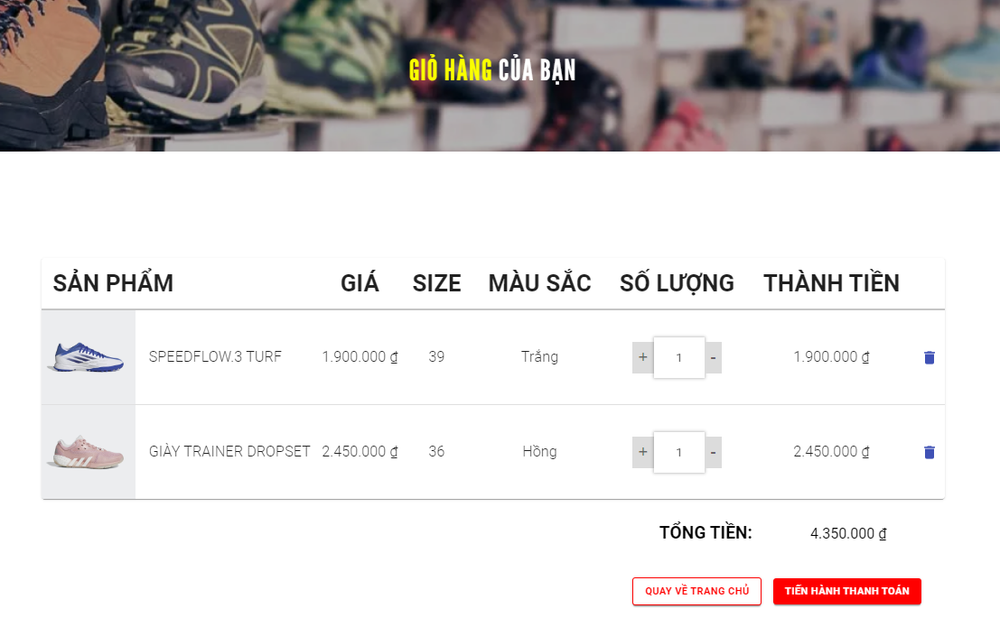 GIỎ HÀNG CỦA BẠN
SẢN PHẨM GIÁ SIZE MÀU SẮC SỐ LƯỢNG THÀNH TIỀN
SPEEDFLOW.3 TURF 1.900.000 ₫ 39 Trắng + 1 - 1.900.000 ₫
GIÀY TRAINER DROPSET 2.450.000 ₫ 36 Hồng + 1 - 2.450.000 ₫
TỔNG TIỀN: 4.350.000 ₫
QUAY VỀ TRANG CHỦ TIẾN HÀNH THANH TOÁN